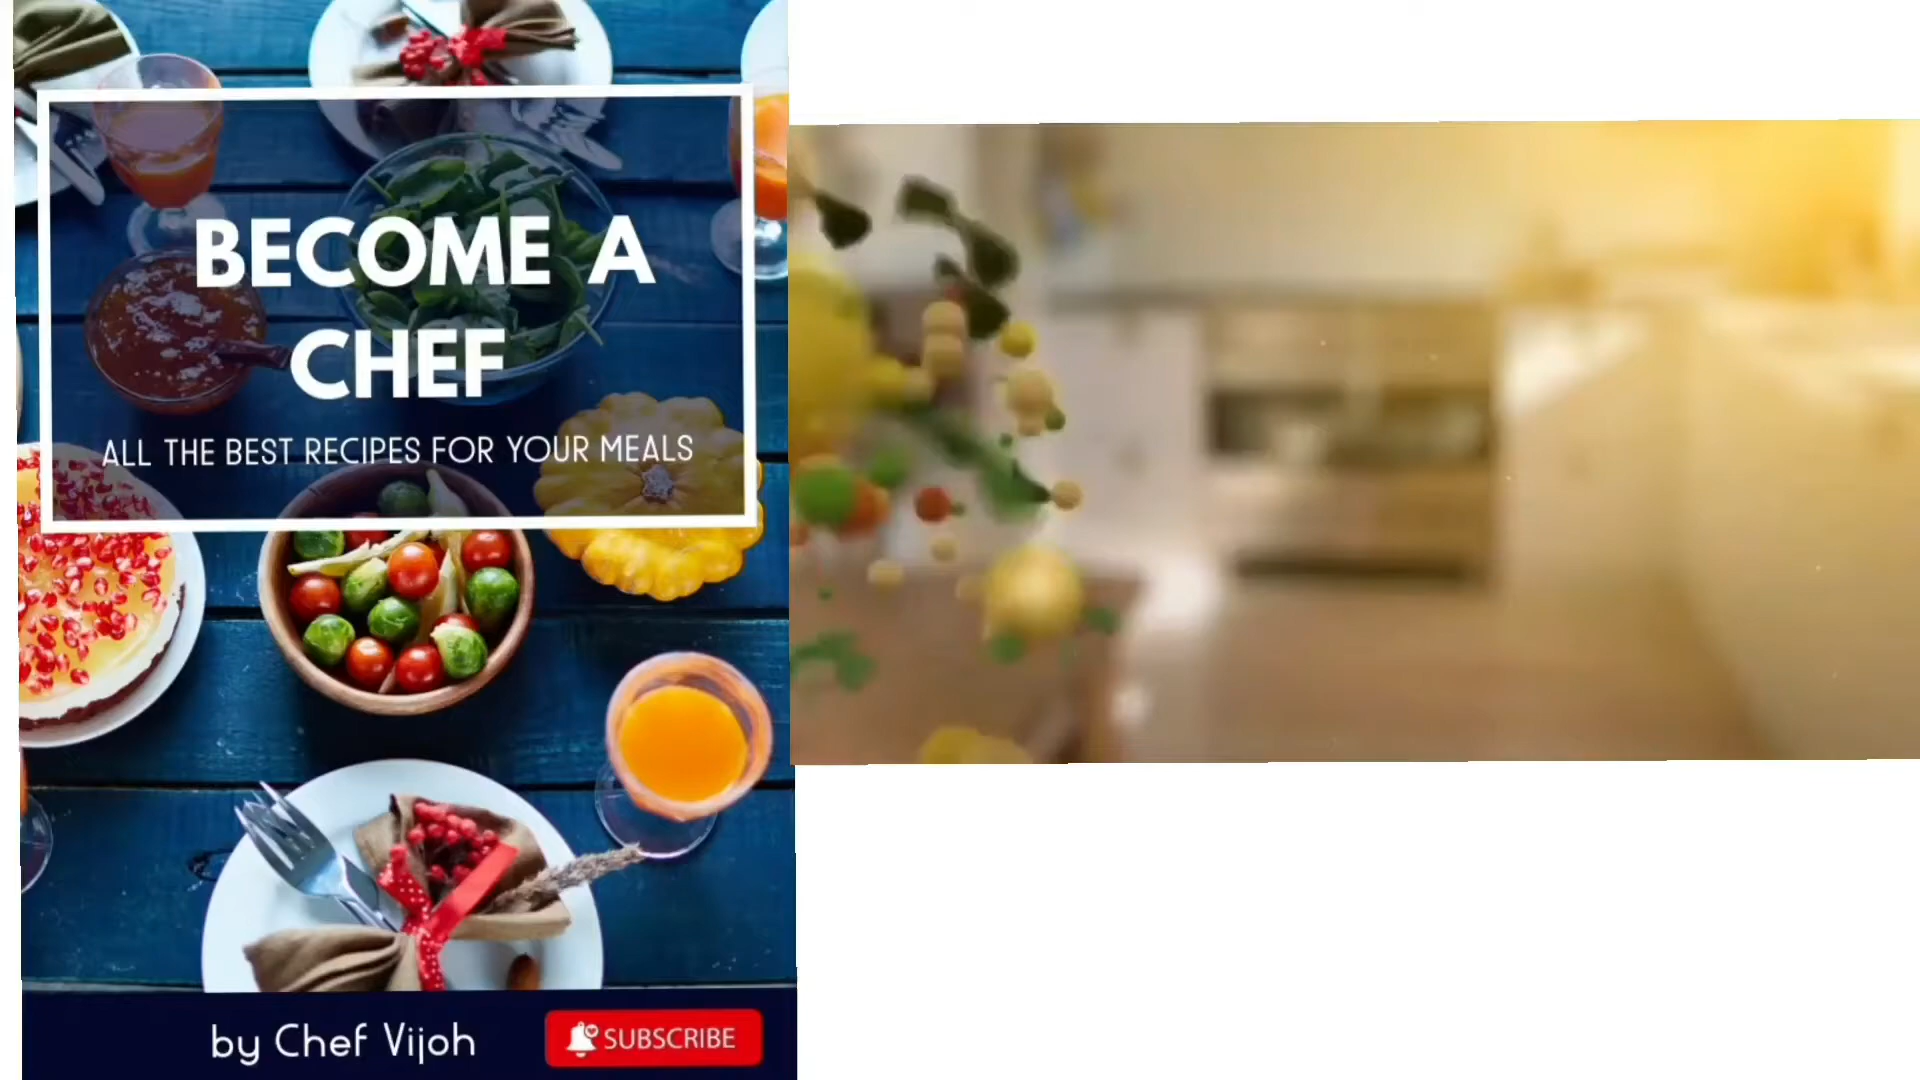 BECOME A
CHEF
ALL THE BEST RECIPES FOR YOUR MEALS
by Chef Vijoh
SUBSCRIBE